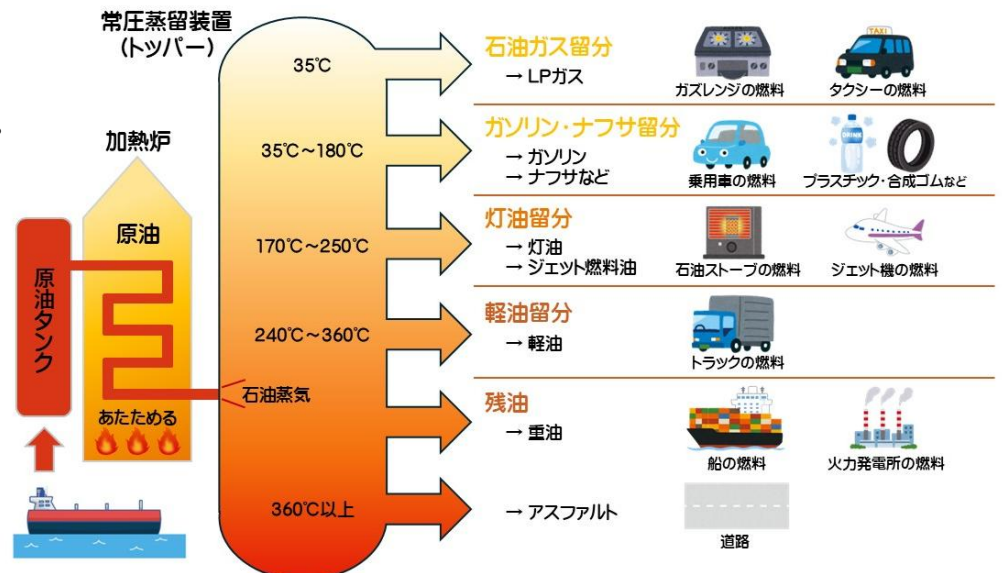 常圧蒸留装置
(トッパー)
加熱炉
原油
原油タンク
あたためる
石油蒸気
35℃
35℃～180℃
170℃～250℃
240℃～360℃
360℃以上
石油ガス留分
→ LPガス
ガズレンジの燃料
TAXI
タクシーの燃料
ガソリン・ナフサ留分
→ ガソリン
→ ナフサなど
乗用車の燃料
DRINK
プラスチック・合成ゴムなど
灯油留分
→ 灯油
→ ジェット燃料油
石油ストーブの燃料
ジェット機の燃料
軽油留分
→ 軽油
トラックの燃料
残油
→ 重油
船の燃料
火力発電所の燃料
→ アスファルト
道路